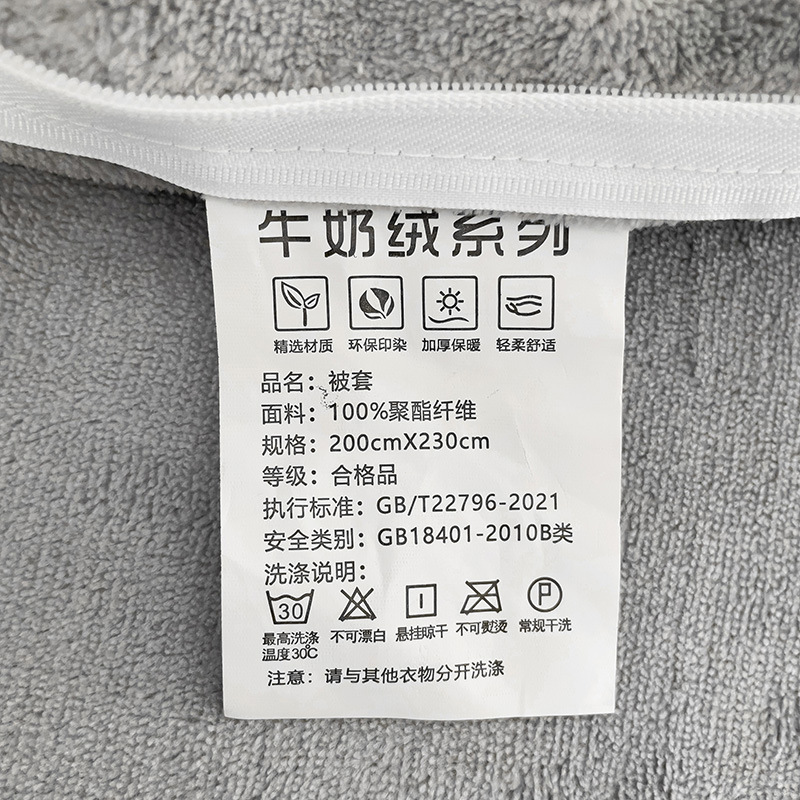 牛奶绒系列
精选材质 环保印染 加厚保暖 轻柔舒适
品名：被套
面料：100%聚酯纤维
规格：200cmX230cm
等级：合格品
执行标准：GB/T22796-2021
安全类别：GB18401-2010B类
洗涤说明：
30 P
最高洗涤温度30℃ 不可漂白 悬挂晾干 不可熨烫 常规干洗
注意：请与其他衣物分开洗涤